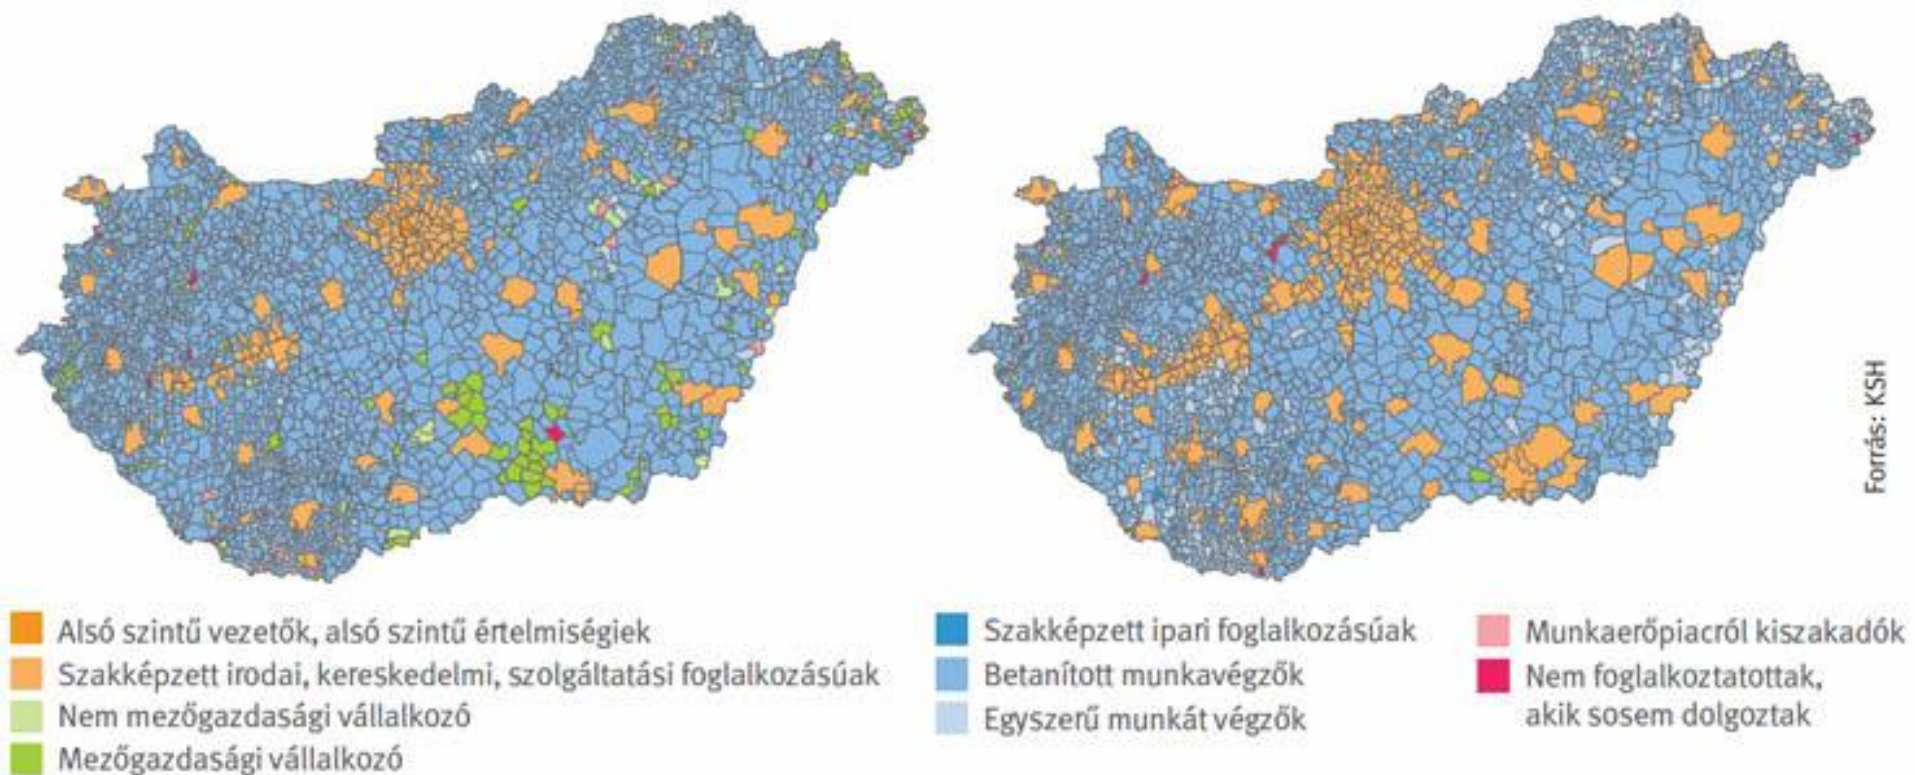 Forrás: KSH
Alsó szintű vezetők, alsó szintű értelmiségiek
Szakképzett irodai, kereskedelmi, szolgáltatási foglalkozásúak
Nem mezőgazdasági vállalkozó
Mezőgazdasági vállalkozó
Szakképzett ipari foglalkozásúak
Betanított munkavégzők
Egyszerű munkát végzők
Munkaerőpiacról kiszakadók
Nem foglalkoztatottak,
akik sosem dolgoztak